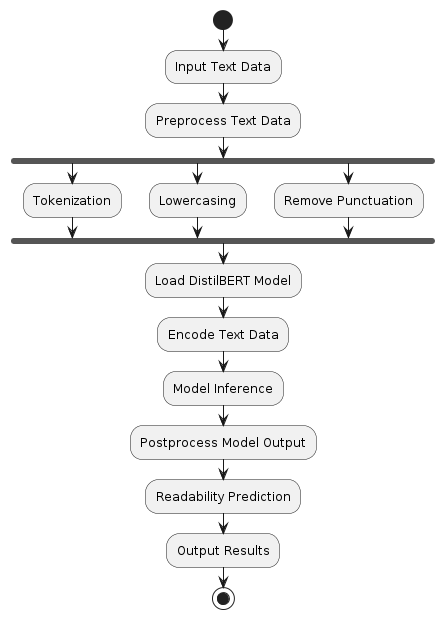 Input Text Data
Preprocess Text Data
Tokenization
Lowercasing
Remove Punctuation
Load DistilBERT Model
Encode Text Data
Model Inference
Postprocess Model Output
Readability Prediction
Output Results